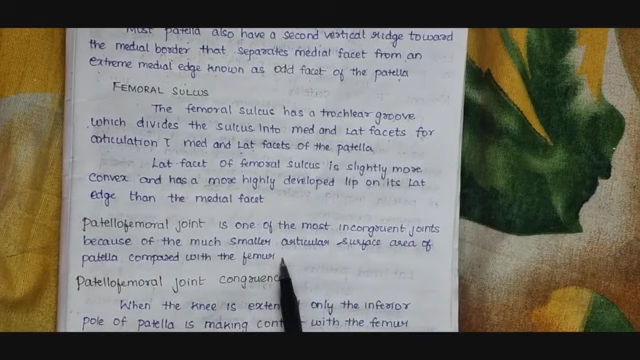 Most patella also have a second vertical ridge toward
the medial border that separates medial facet from an
extreme medial edge known as odd facet of the patella
FEMORAL SULCUS
The femoral sulcus has a trochlear groove
which divides the sulcus into med and Lat facets for
articulation c̄ med and Lat facets of the patella
Lat facet of femoral sulcus is slightly more
convex and has a more highly developed lip on its Lat
edge than the medial facet
Patellofemoral joint is one of the most incongruent joints
because of the much smaller articular surface area of
patella compared with the femur
Patellofemoral joint congruence
When the knee is extended only the inferior
pole of patella is making contact with the femur